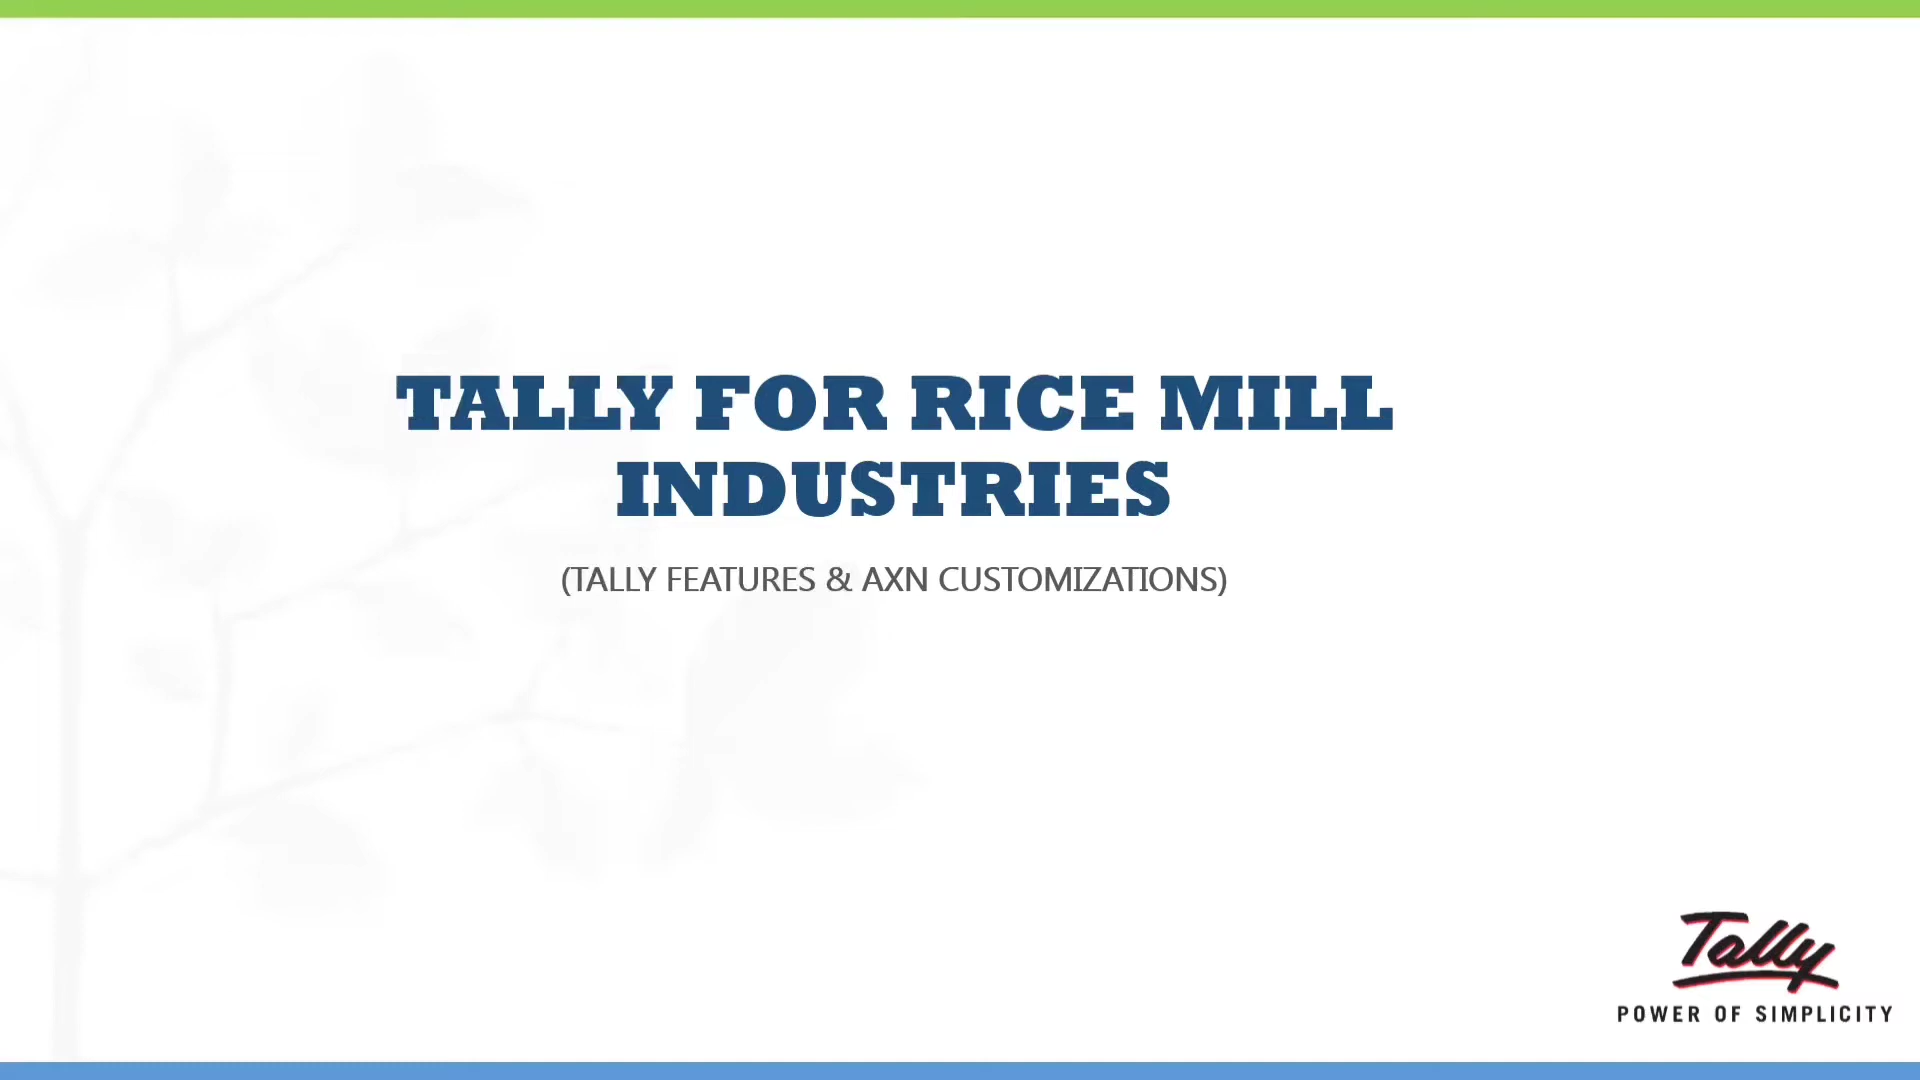 TALLY FOR RICE MILL
INDUSTRIES
(TALLY FEATURES & AXN CUSTOMIZATIONS)
Tally
POWER OF SIMPLICITY